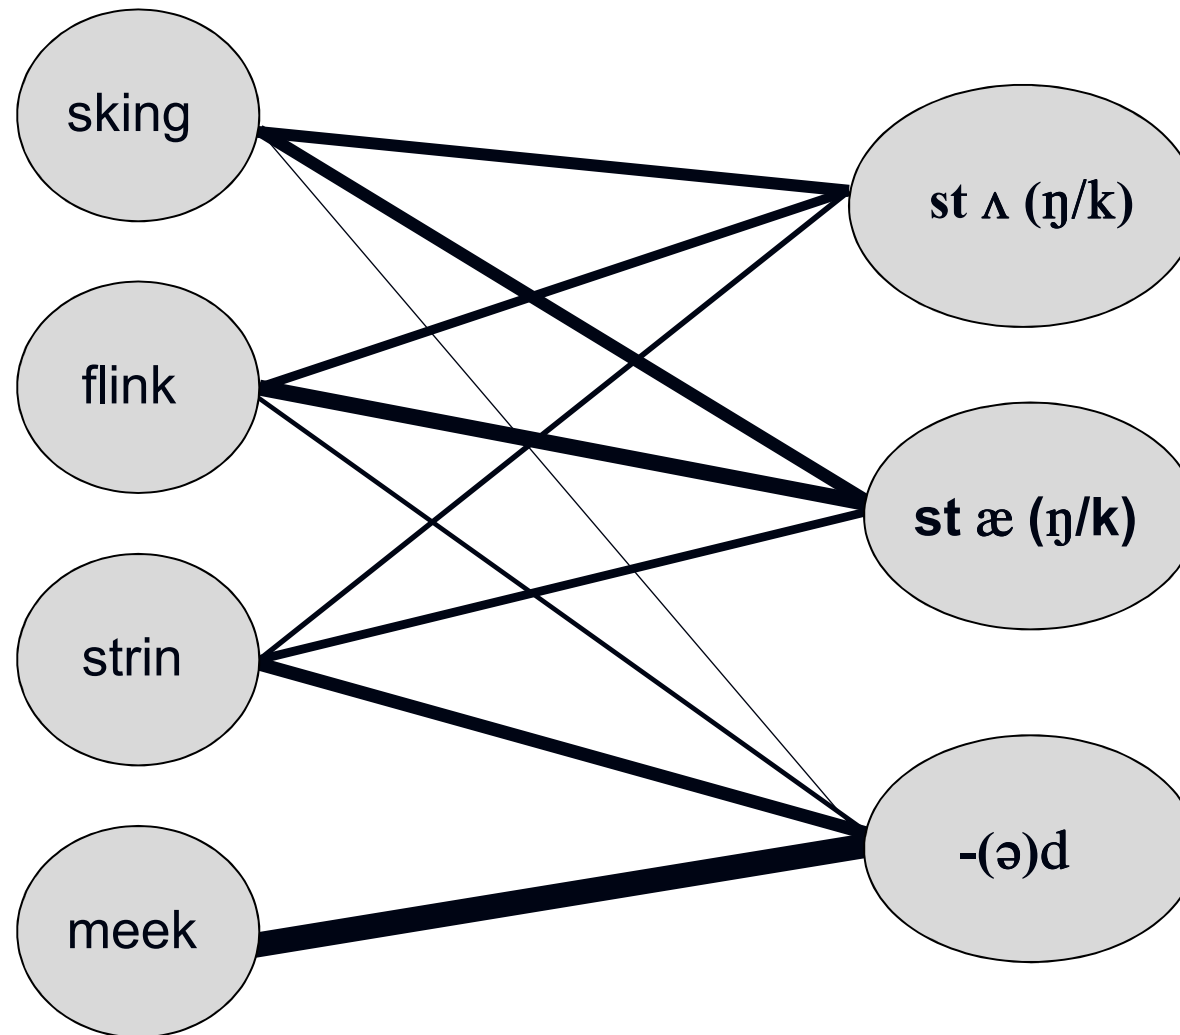 sking
flink
strin
meek
st ʌ (ŋ/k)
st æ (ŋ/k)
-(ə)d